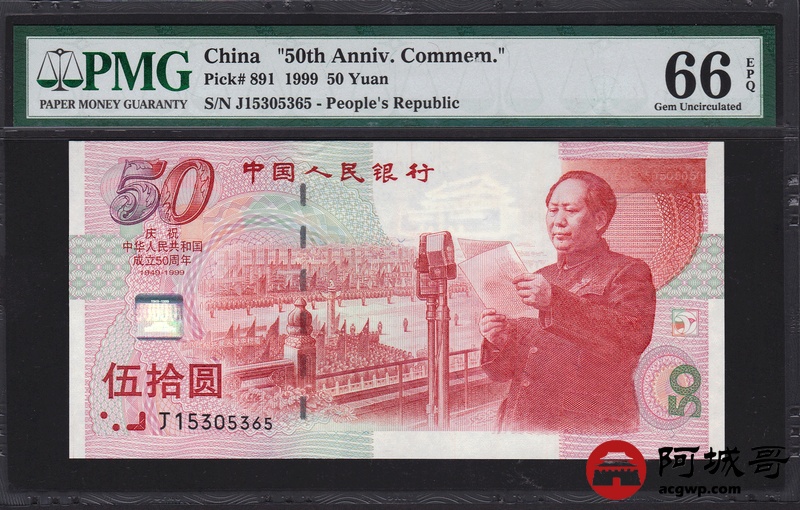 PMG
PAPER MONEY GUARANTY
China "50th Anniv. Commem."
Pick# 891 1999 50 Yuan
S/N J15305365 - People's Republic
66 EPQ
Gem Uncirculated
50
中国人民银行
庆祝
中华人民共和国
成立50周年
1949-1999
伍拾圆
J15305365
50
阿城哥
acgwp.com